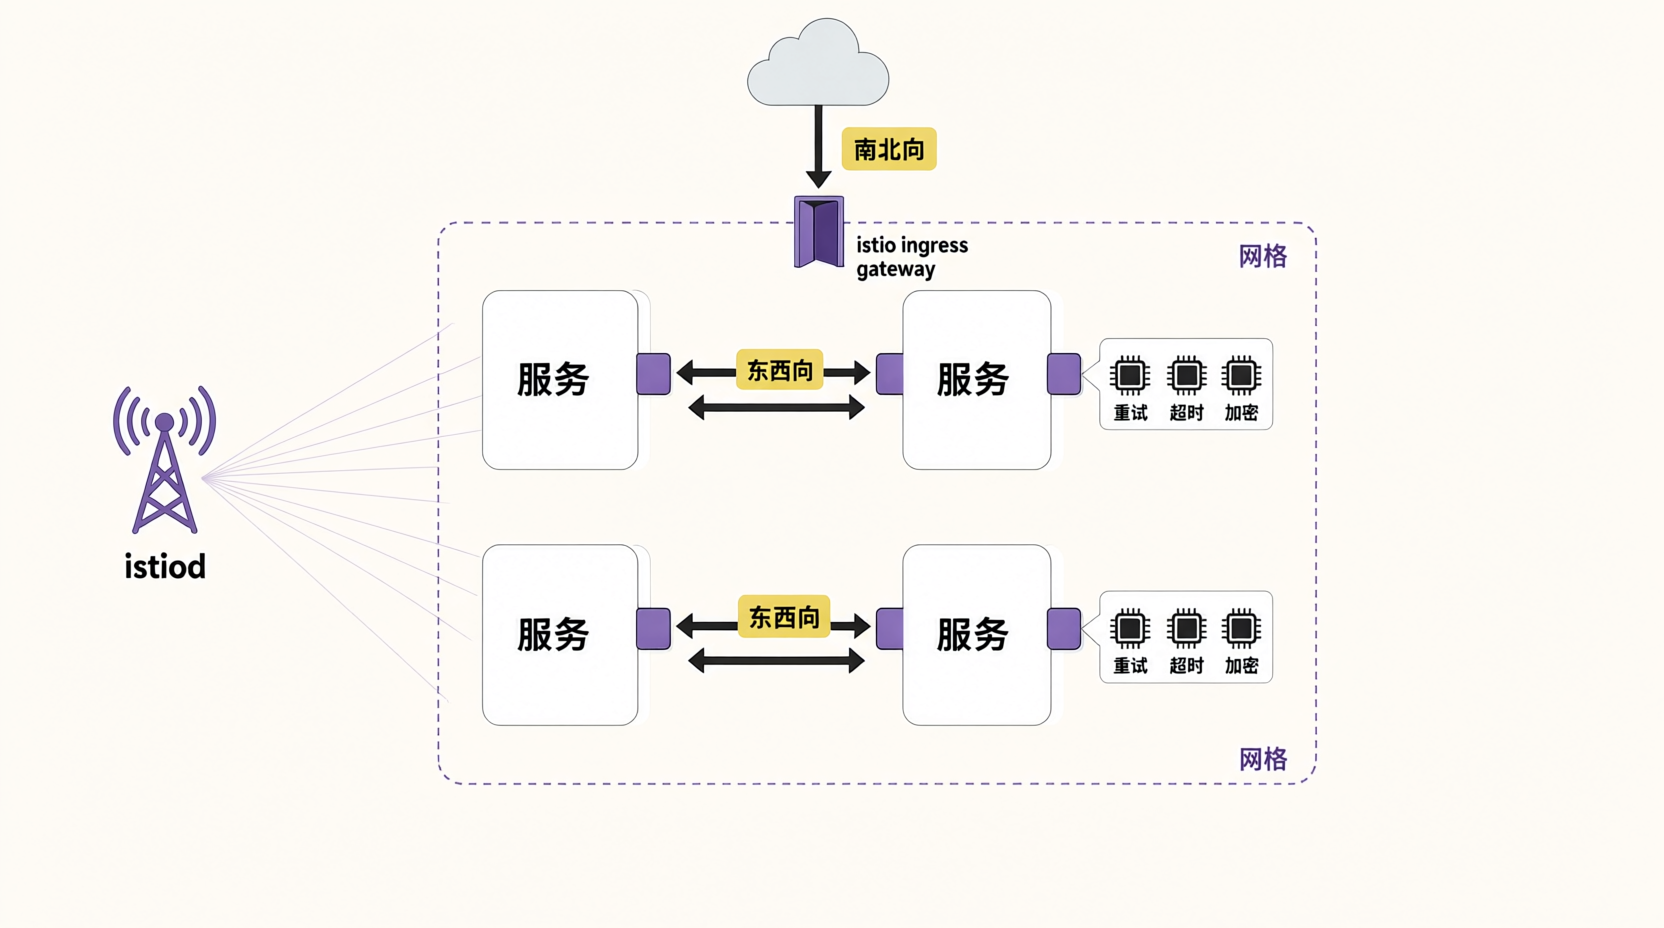 南北向
istio ingress
gateway
网格
服务
东西向
服务
重试 超时 加密
istiod
服务
东西向
服务
重试 超时 加密
网格